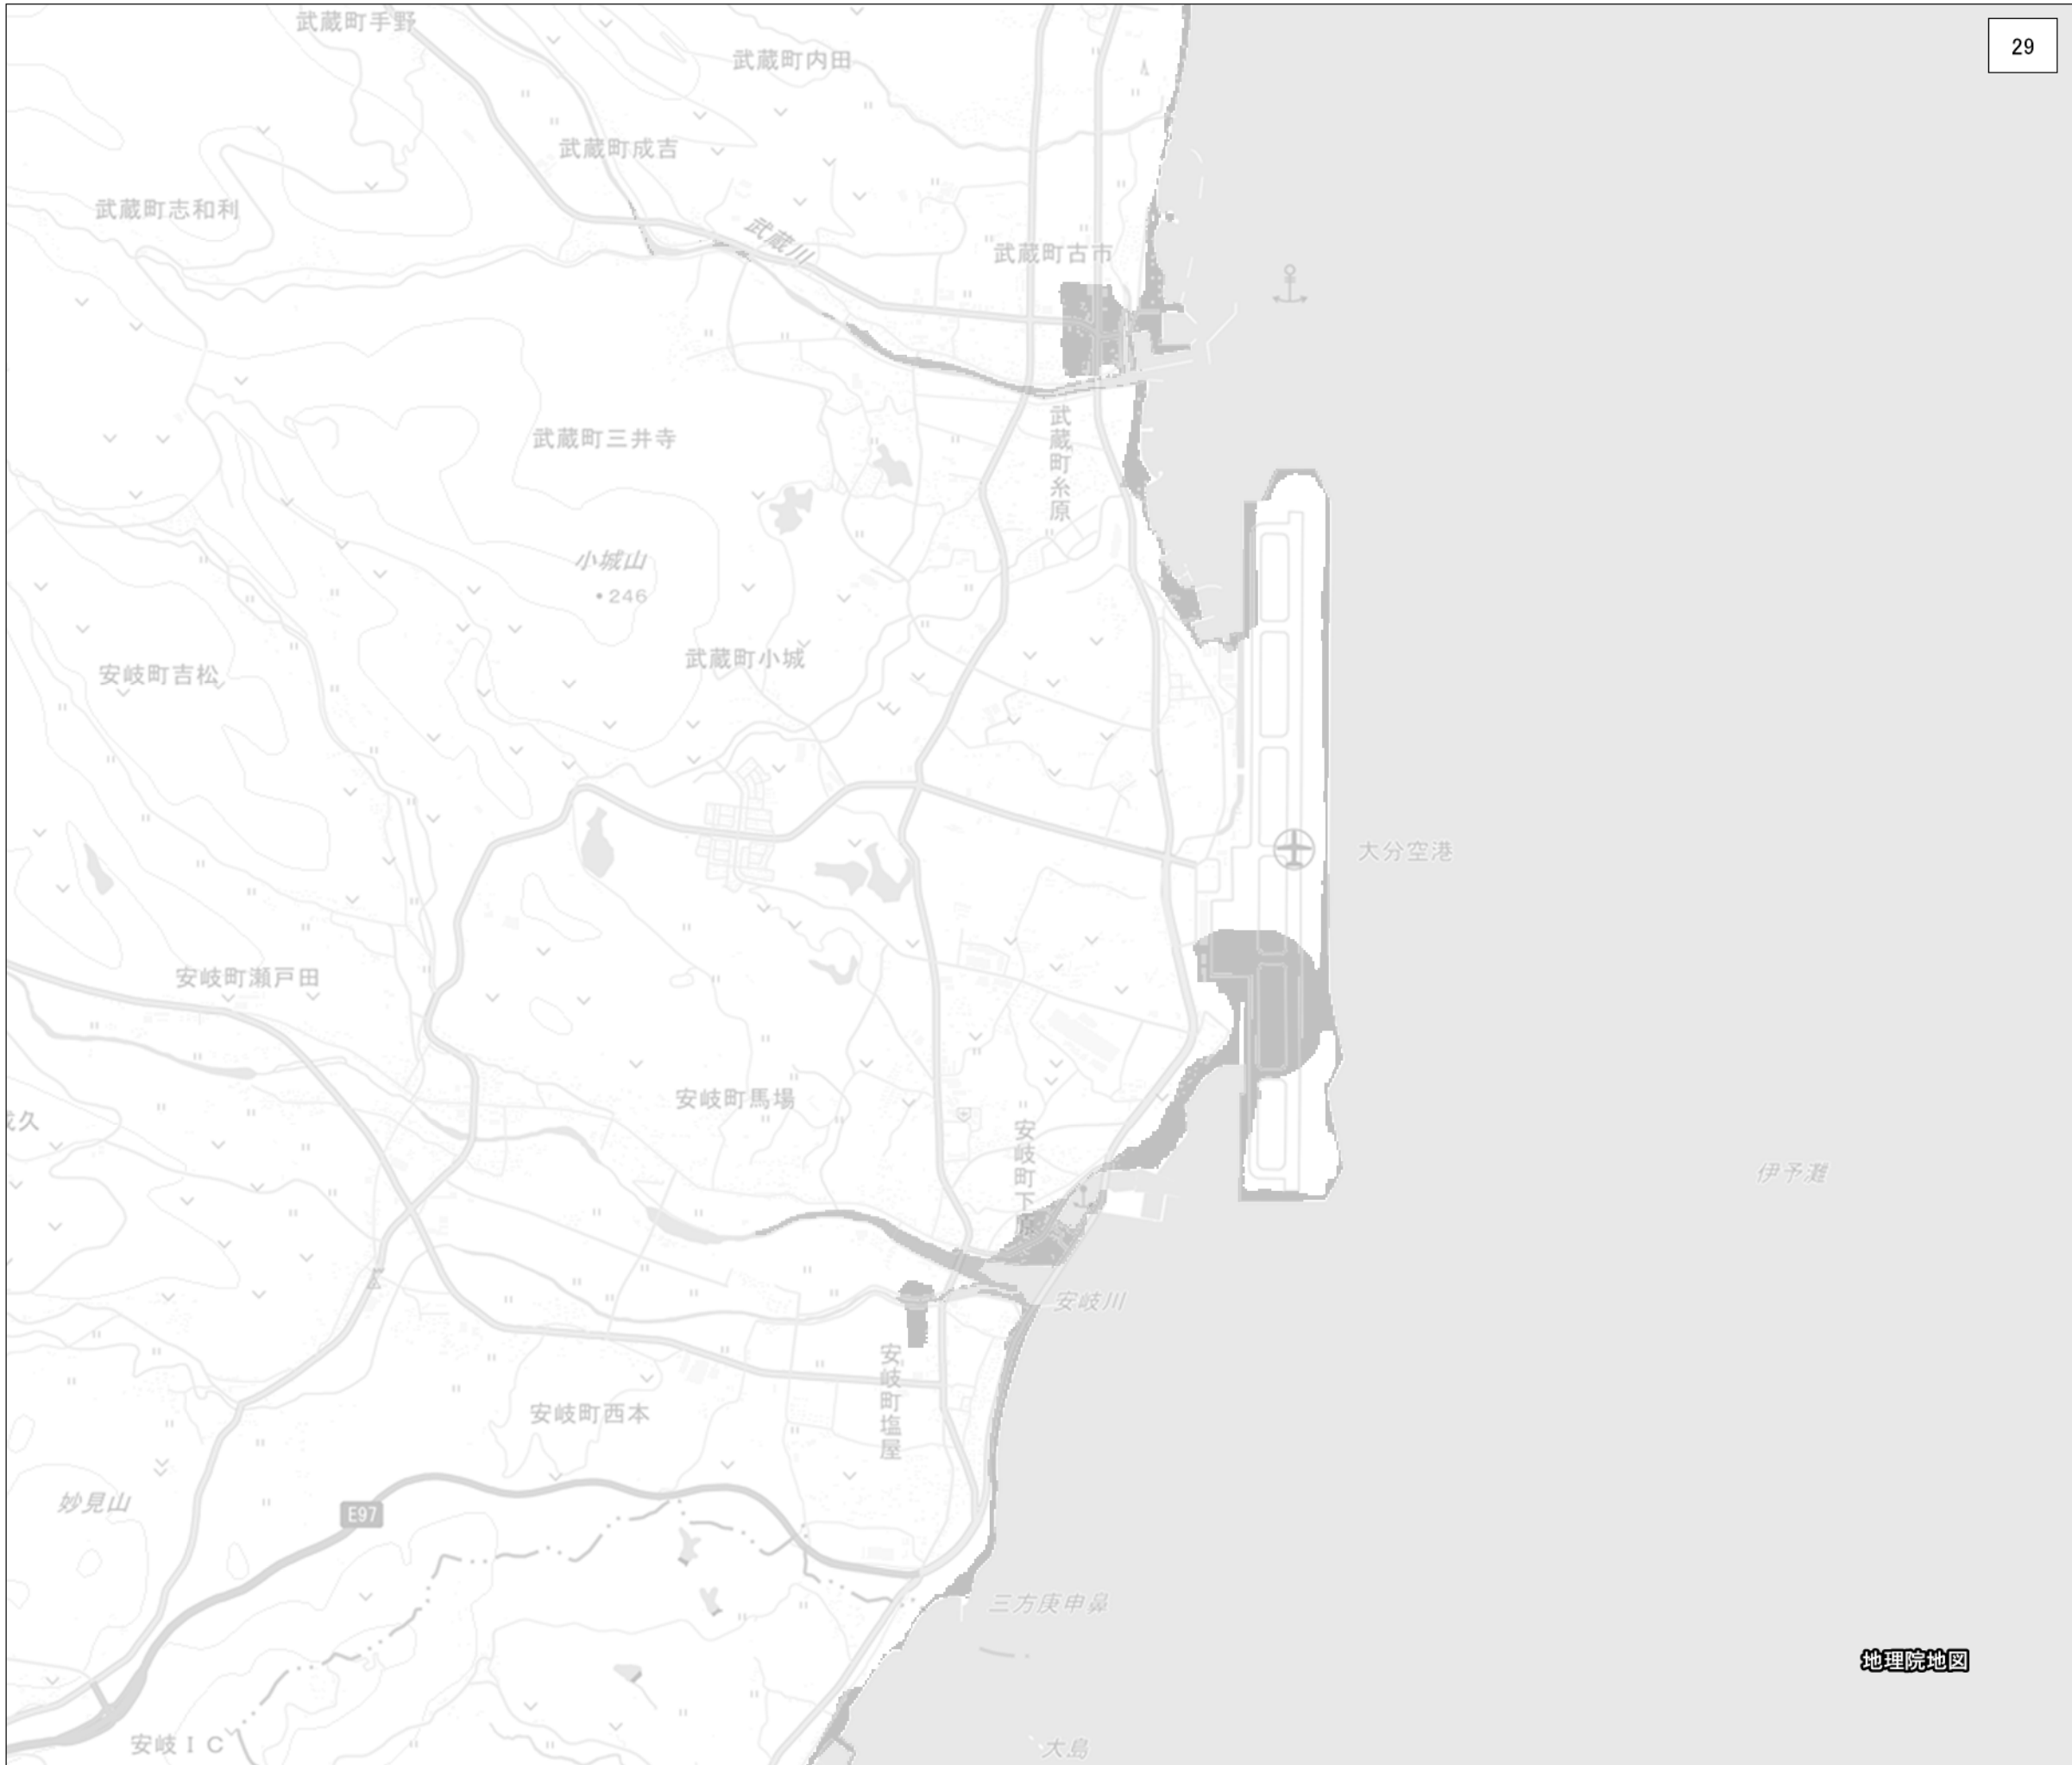 29
武蔵町手野
武蔵町内田
武蔵町成吉
武蔵町志和利
武蔵川
武蔵町古市
武蔵町糸原
武蔵町三井寺
小城山
246
武蔵町小城
安岐町吉松
大分空港
安岐町瀬戸田
安岐町馬場
安岐町下原
伊予灘
安岐川
安岐町塩屋
安岐町西本
妙見山
E97
三方庚申鼻
地理院地図
安岐IC
大島